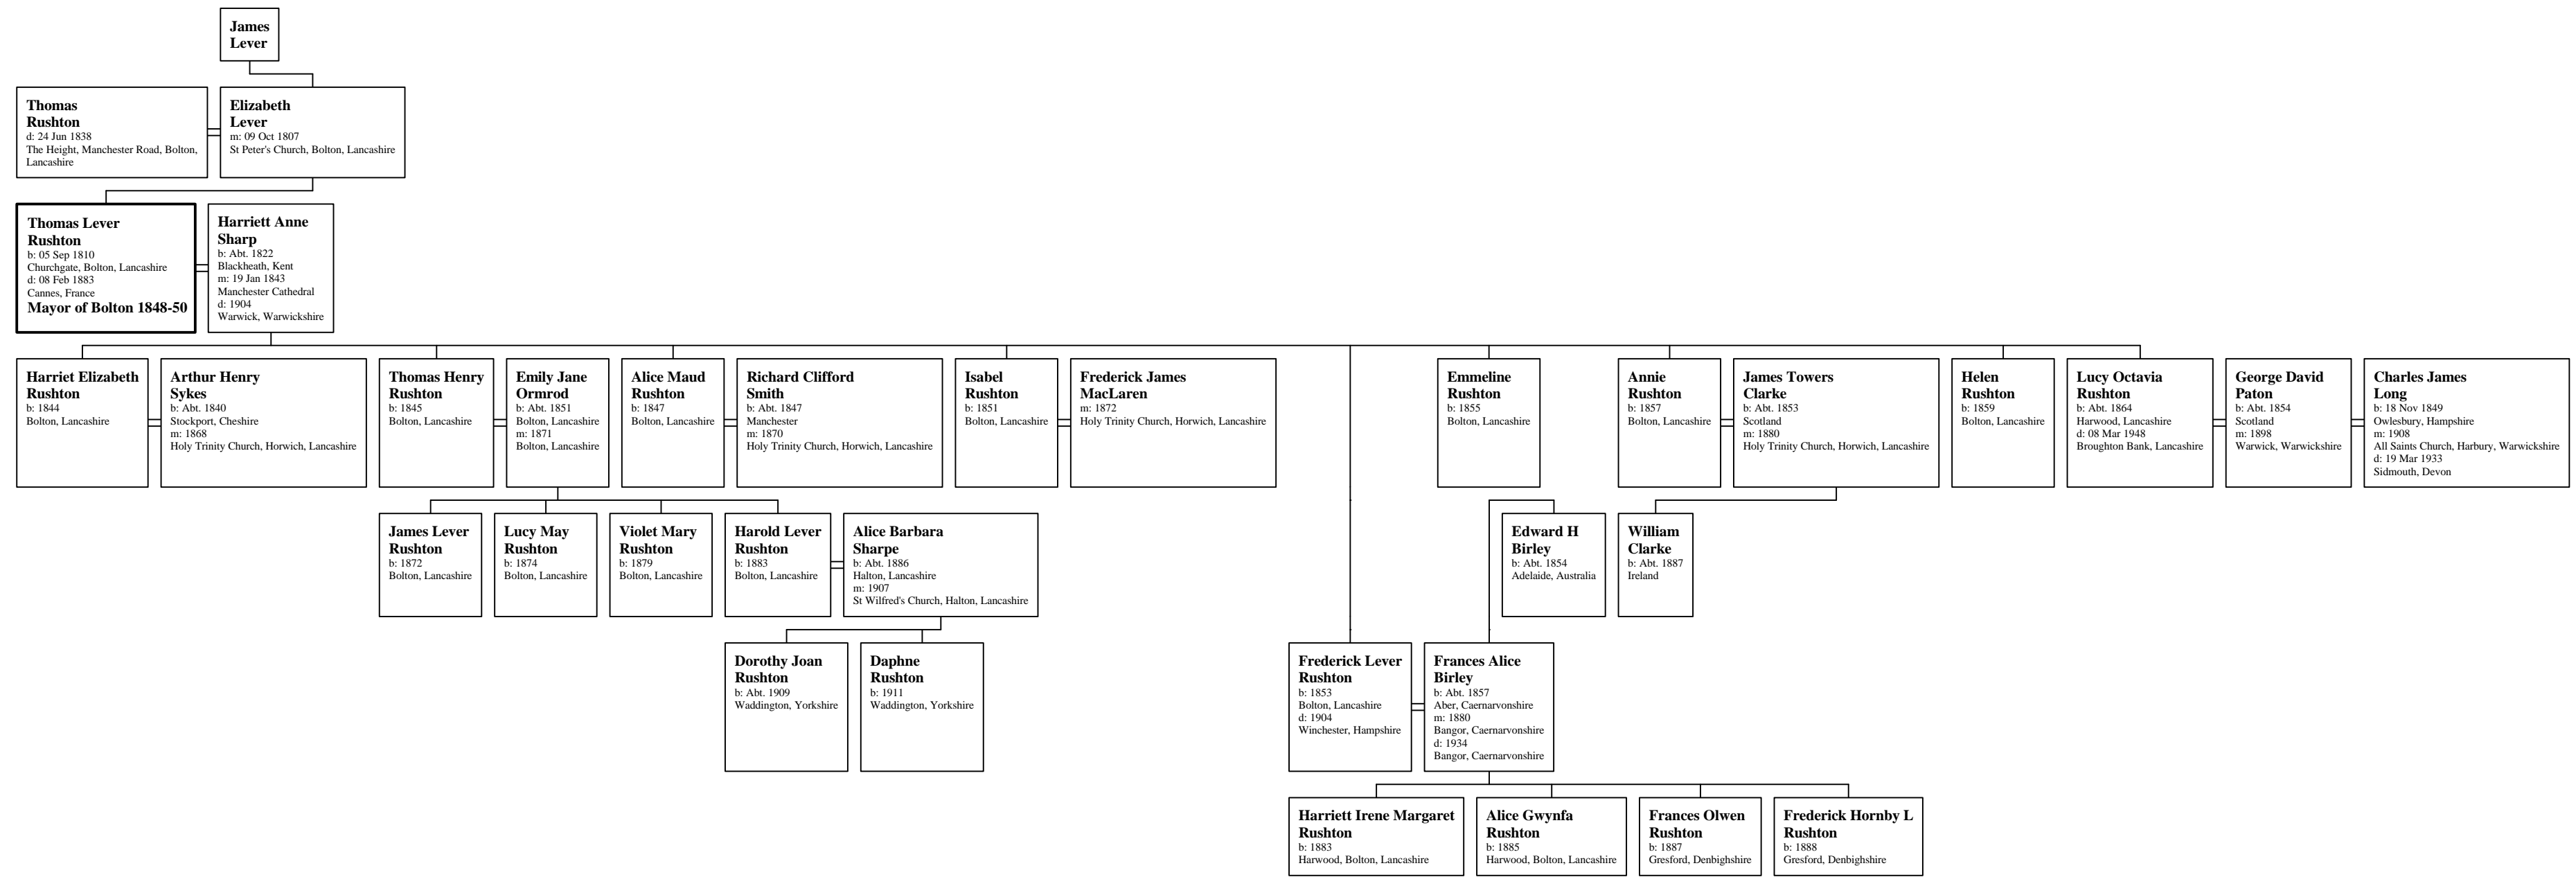 James
Lever
Thomas
Rushton
d: 24 Jun 1838
The Height, Manchester Road, Bolton,
Lancashire
Elizabeth
Lever
m: 09 Oct 1807
St Peter's Church, Bolton, Lancashire
Thomas Lever
Rushton
b: 05 Sep 1810
Churchgate, Bolton, Lancashire
d: 08 Feb 1883
Cannes, France
Mayor of Bolton 1848-50
Harriett Anne
Sharp
b: Abt. 1822
Blackheath, Kent
m: 19 Jan 1843
Manchester Cathedral
d: 1904
Warwick, Warwickshire
Harriet Elizabeth
Rushton
b: 1844
Bolton, Lancashire
Arthur Henry
Sykes
b: Abt. 1840
Stockport, Cheshire
m: 1868
Holy Trinity Church, Horwich, Lancashire
Thomas Henry
Rushton
b: 1845
Bolton, Lancashire
Emily Jane
Ormrod
b: Abt. 1851
Bolton, Lancashire
m: 1871
Bolton, Lancashire
Alice Maud
Rushton
b: 1847
Bolton, Lancashire
Richard Clifford
Smith
b: Abt. 1847
Manchester
m: 1870
Holy Trinity Church, Horwich, Lancashire
Isabel
Rushton
b: 1851
Bolton, Lancashire
Frederick James
MacLaren
m: 1872
Holy Trinity Church, Horwich, Lancashire
Emmeline
Rushton
b: 1855
Bolton, Lancashire
Annie
Rushton
b: 1857
Bolton, Lancashire
James Towers
Clarke
b: Abt. 1853
Scotland
m: 1880
Holy Trinity Church, Horwich, Lancashire
Helen
Rushton
b: 1859
Bolton, Lancashire
Lucy Octavia
Rushton
b: Abt. 1864
Harwood, Lancashire
d: 08 Mar 1948
Broughton Bank, Lancashire
George David
Paton
b: Abt. 1854
Scotland
m: 1898
Warwick, Warwickshire
Charles James
Long
b: 18 Nov 1849
Owlesbury, Hampshire
m: 1908
All Saints Church, Harbury, Warwickshire
d: 19 Mar 1933
Sidmouth, Devon
James Lever
Rushton
b: 1872
Bolton, Lancashire
Lucy May
Rushton
b: 1874
Bolton, Lancashire
Violet Mary
Rushton
b: 1879
Bolton, Lancashire
Harold Lever
Rushton
b: 1883
Bolton, Lancashire
Alice Barbara
Sharpe
b: Abt. 1886
Halton, Lancashire
m: 1907
St Wilfred's Church, Halton, Lancashire
Edward H
Birley
b: Abt. 1854
Adelaide, Australia
William
Clarke
b: Abt. 1887
Ireland
Dorothy Joan
Rushton
b: Abt. 1909
Waddington, Yorkshire
Daphne
Rushton
b: 1911
Waddington, Yorkshire
Frederick Lever
Rushton
b: 1853
Bolton, Lancashire
d: 1904
Winchester, Hampshire
Frances Alice
Birley
b: Abt. 1857
Aber, Caernarvonshire
m: 1880
Bangor, Caernarvonshire
d: 1934
Bangor, Caernarvonshire
Harriett Irene Margaret
Rushton
b: 1883
Harwood, Bolton, Lancashire
Alice Gwynfa
Rushton
b: 1885
Harwood, Bolton, Lancashire
Frances Olwen
Rushton
b: 1887
Gresford, Denbighshire
Frederick Hornby L
Rushton
b: 1888
Gresford, Denbighshire